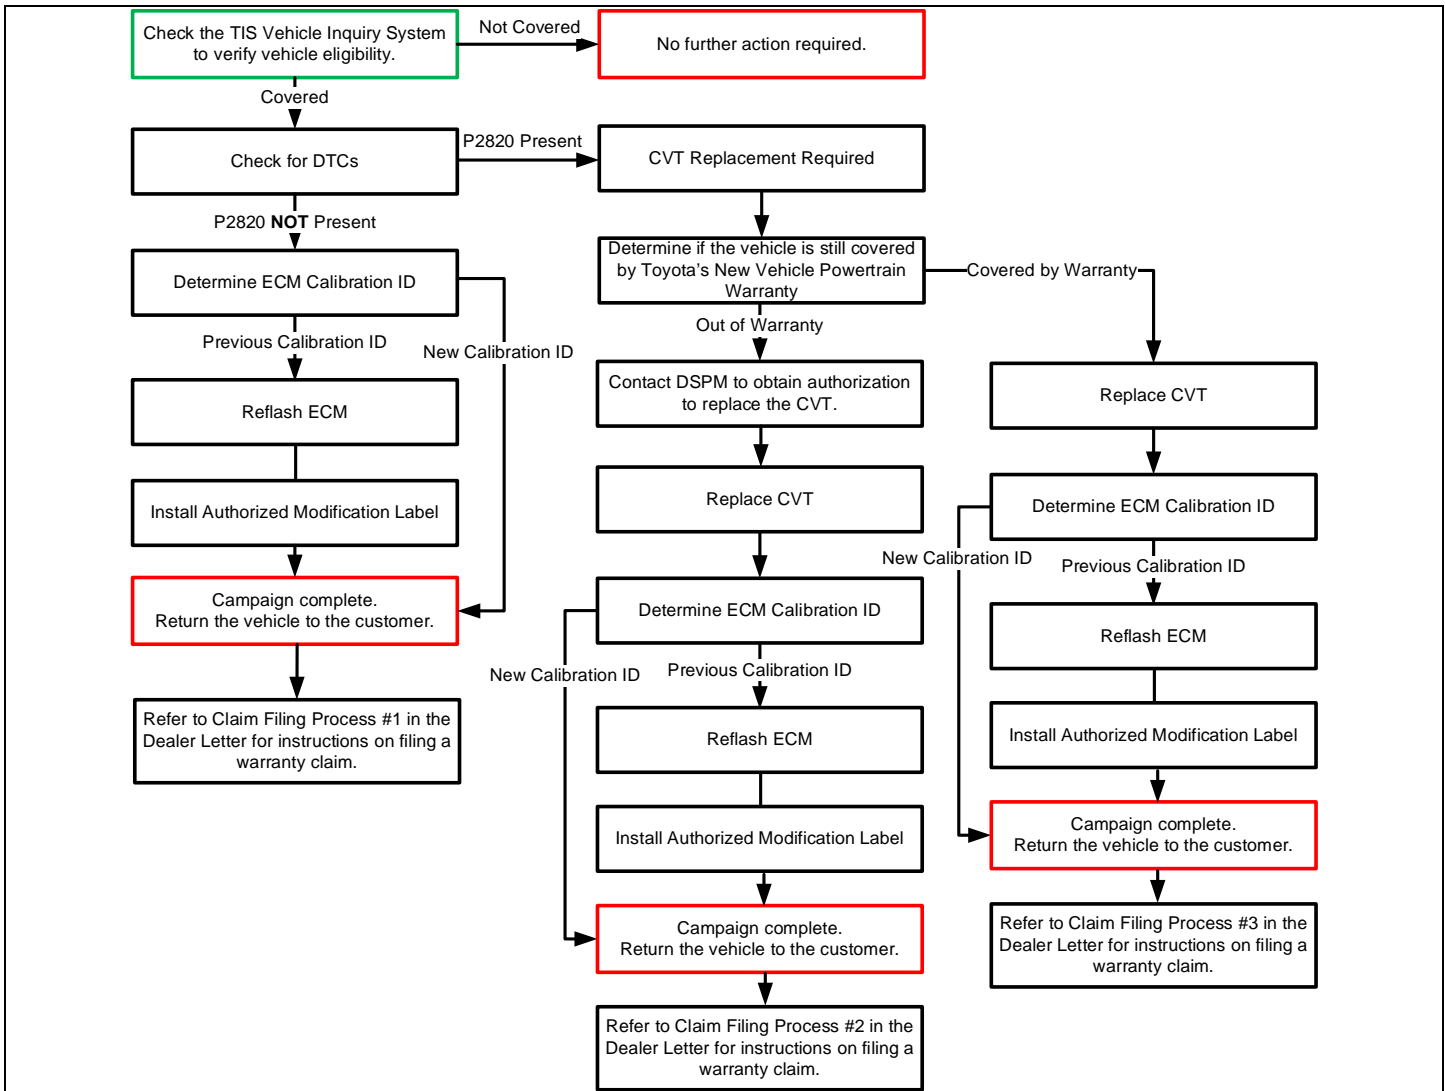 Check the TIS Vehicle Inquiry System
to verify vehicle eligibility.
Not Covered
No further action required.
Covered
Check for DTCs
P2820 Present
CVT Replacement Required
P2820 NOT Present
Determine ECM Calibration ID
Determine if the vehicle is still covered
by Toyota's New Vehicle Powertrain
Warranty
Covered by Warranty
Previous Calibration ID
New Calibration ID
Out of Warranty
Reflash ECM
Contact DSPM to obtain authorization
to replace the CVT.
Replace CVT
Install Authorized Modification Label
Replace CVT
Determine ECM Calibration ID
New Calibration ID
Previous Calibration ID
Campaign complete.
Return the vehicle to the customer.
Determine ECM Calibration ID
Reflash ECM
New Calibration ID
Previous Calibration ID
Refer to Claim Filing Process #1 in the
Dealer Letter for instructions on filing a
warranty claim.
Reflash ECM
Install Authorized Modification Label
Install Authorized Modification Label
Campaign complete.
Return the vehicle to the customer.
Campaign complete.
Return the vehicle to the customer.
Refer to Claim Filing Process #3 in the
Dealer Letter for instructions on filing a
warranty claim.
Refer to Claim Filing Process #2 in the
Dealer Letter for instructions on filing a
warranty claim.